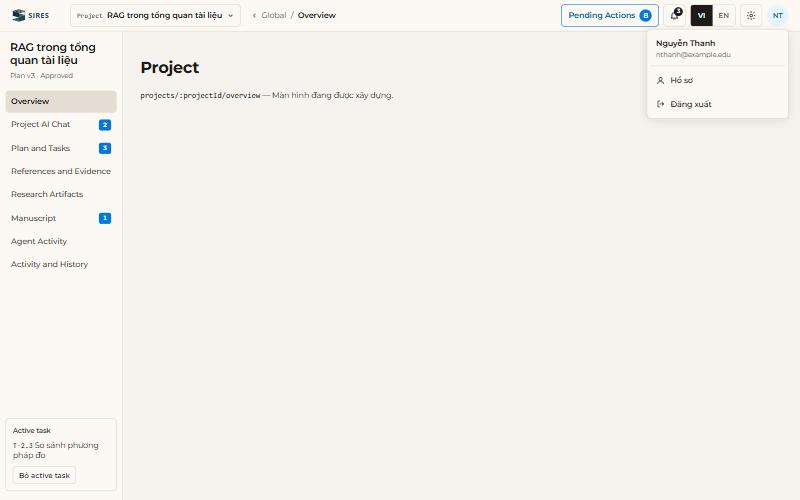 SIRES
Project RAG trong tổng quan tài liệu
Global / Overview
Pending Actions 8
3
VI EN
NT
RAG trong tổng
quan tài liệu
Plan v3 · Approved
Overview
Project AI Chat 2
Plan and Tasks 3
References and Evidence
Research Artifacts
Manuscript 1
Agent Activity
Activity and History
Active task
T-2.3 So sánh phương
pháp đo
Bỏ active task
Project
projects/:projectId/overview — Màn hình đang được xây dựng.
Nguyễn Thanh
nthanh@example.edu
Hồ sơ
Đăng xuất